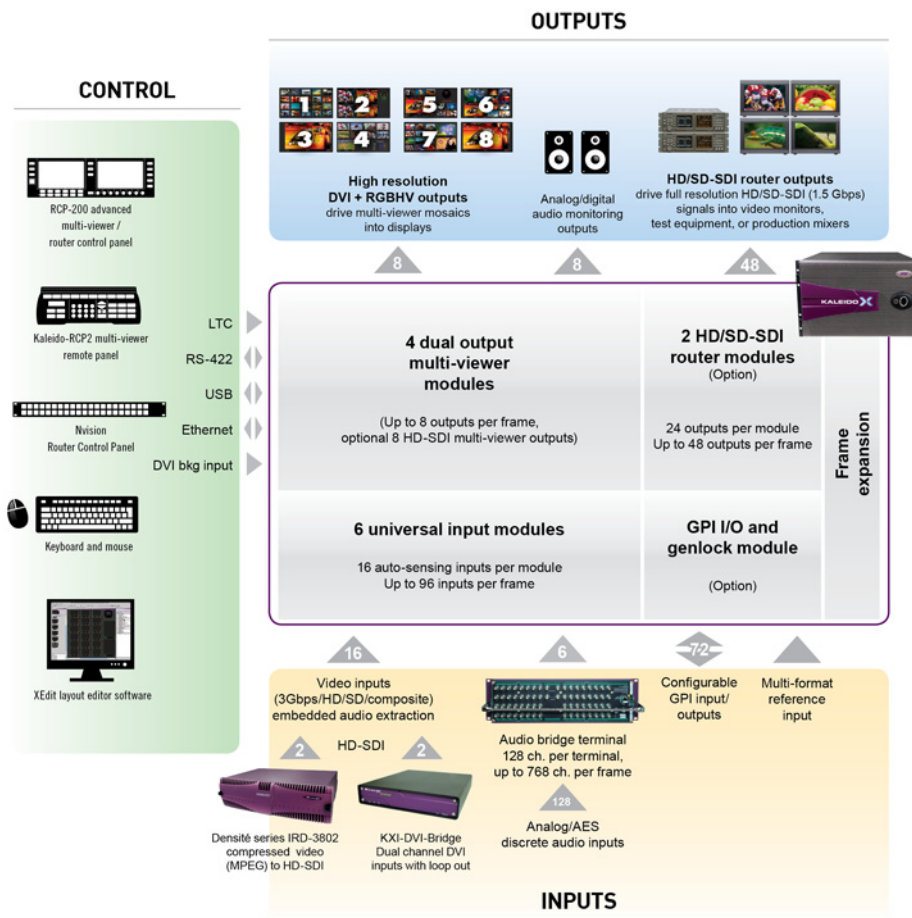 OUTPUTS
CONTROL
1
2
5
6
3
4
7
8
High resolution
DVI + RGBHV outputs
drive multi-viewer mosaics
into displays
Analog/digital
audio monitoring
outputs
HD/SD-SDI router outputs
drive full resolution HD/SD-SDI (1.5 Gbps)
signals into video monitors,
test equipment, or production mixers
8
8
48
RCP-200 advanced
multi-viewer /
router control panel
Kaleido-RCP2 multi-viewer
remote panel
Nvision
Router Control Panel
Keyboard and mouse
XEdit layout editor software
LTC
RS-422
USB
Ethernet
DVI bkg input
KALEIDO X
4 dual output
multi-viewer
modules
(Up to 8 outputs per frame,
optional 8 HD-SDI multi-viewer outputs)
2 HD/SD-SDI
router modules
(Option)
24 outputs per module
Up to 48 outputs per frame
Frame
expansion
6 universal input modules
16 auto-sensing inputs per module
Up to 96 inputs per frame
GPI I/O and
genlock module
(Option)
16
6
72
Video inputs
(3Gbps/HD/SD/composite)
embedded audio extraction
HD-SDI
2
2
Densité series IRD-3802
compressed video
(MPEG) to HD-SDI
KXI-DVI-Bridge
Dual channel DVI
inputs with loop out
Audio bridge terminal
128 ch. per terminal,
up to 768 ch. per frame
128
Analog/AES
discrete audio inputs
Configurable
GPI input/
outputs
Multi-format
reference
input
INPUTS